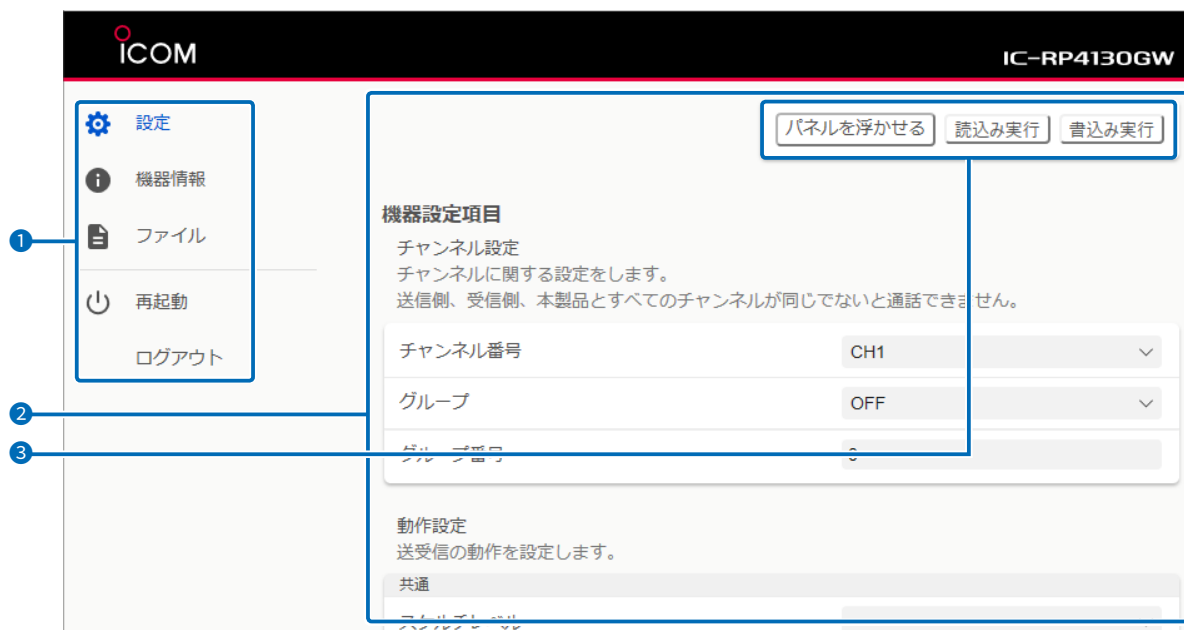 ICOM
IC-RP4130GW
設定
機器情報
ファイル
再起動
ログアウト
1
2
3
パネルを浮かせる 読込み実行 書込み実行
機器設定項目
チャンネル設定
チャンネルに関する設定をします。
送信側、受信側、本製品とすべてのチャンネルが同じでないと通話できません。
チャンネル番号 CH1
グループ OFF
グループ番号
動作設定
送受信の動作を設定します。
共通
スケルチレベル